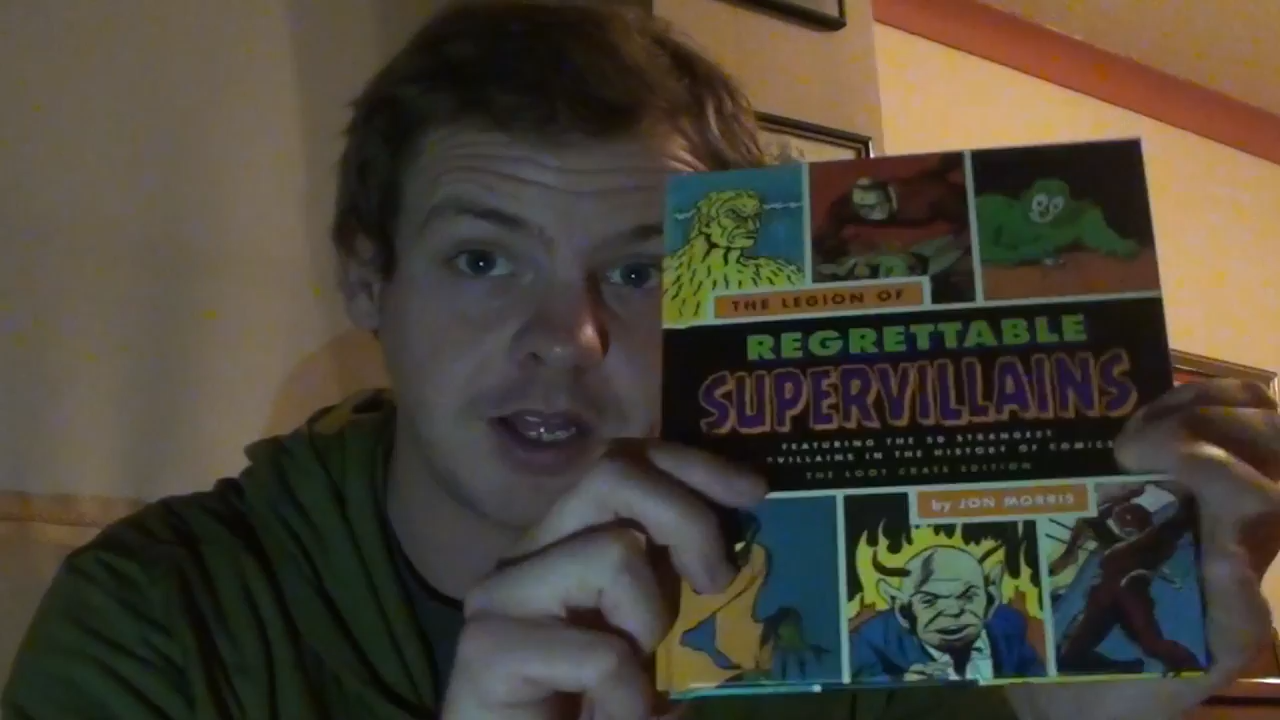 THE LEGION OF
REGRETTABLE
SUPERVILLAINS
FEATURING THE 50 STRANGEST
VILLAINS IN THE HISTORY OF COMICS
THE LOOT CRATE EDITION
by JON MORRIS